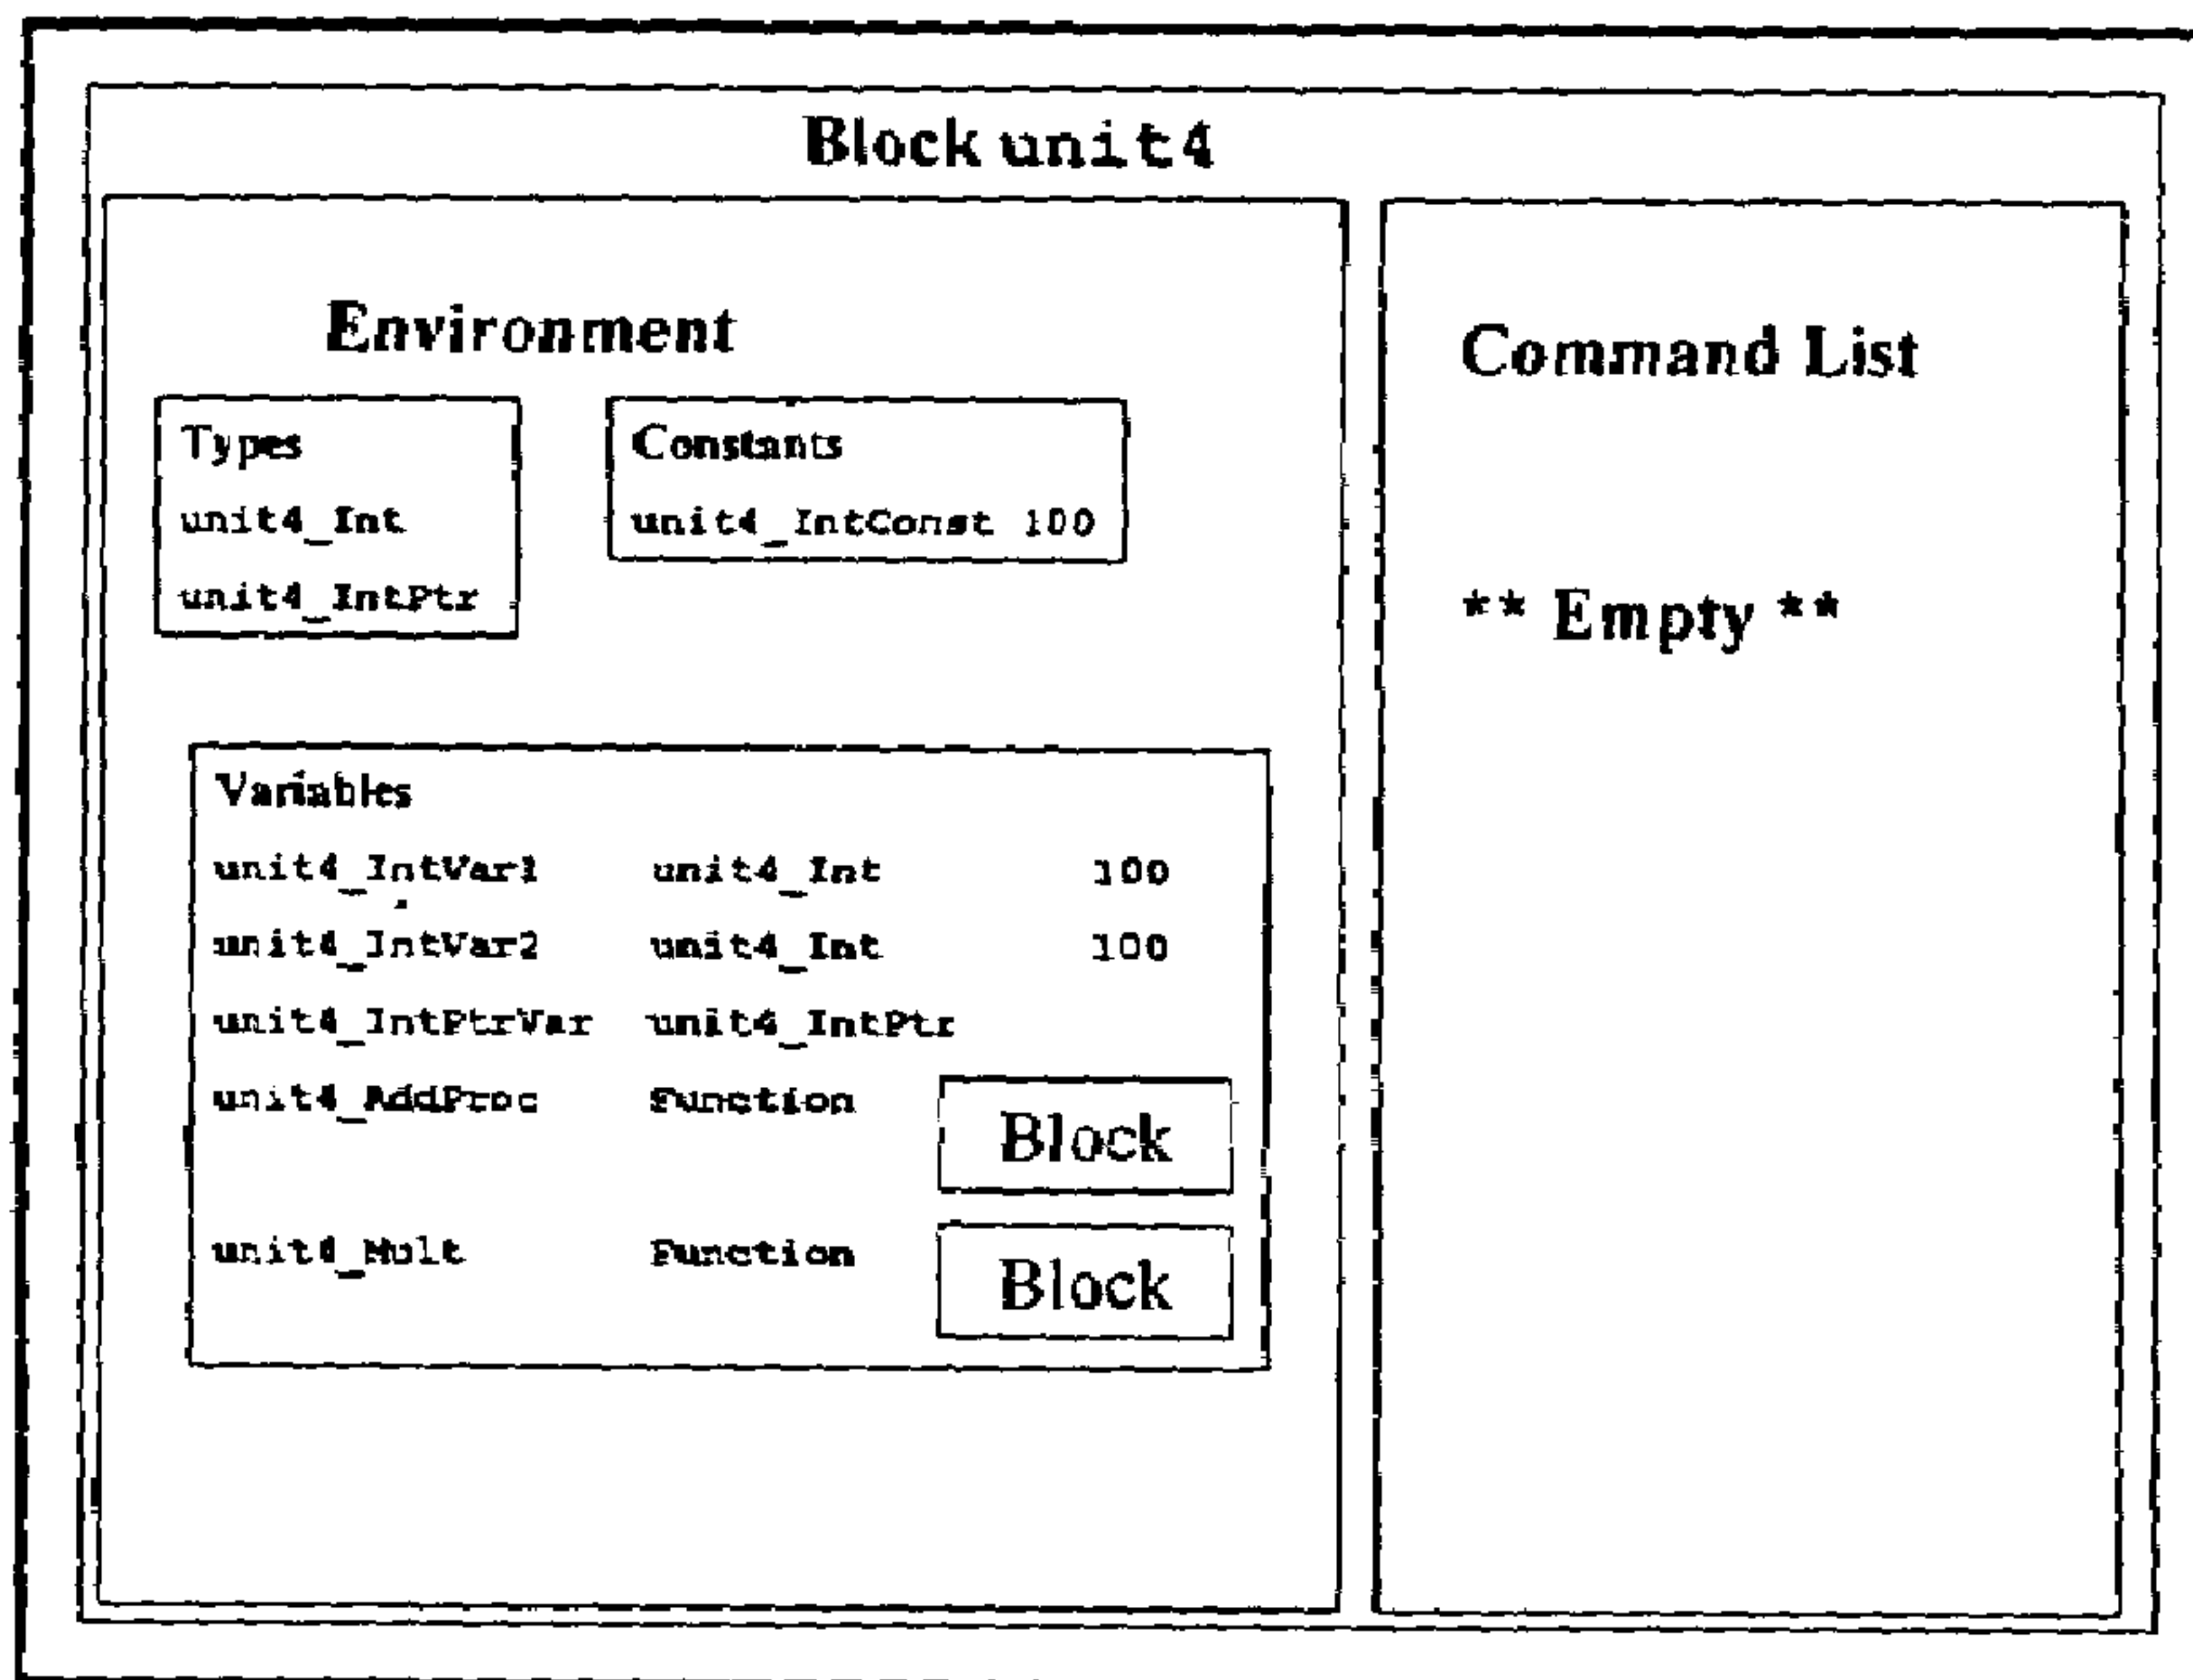 Block unit4
Environment
Types
unit4_Int
unit4_IntPtr
Constants
unit4_IntConst 100
Variables
unit4_IntVar1 unit4_Int 100
unit4_IntVar2 unit4_Int 100
unit4_IntPtrVar unit4_IntPtr
unit4_AddProc Function Block
unit4_Mult Function Block
Command List
** Empty **